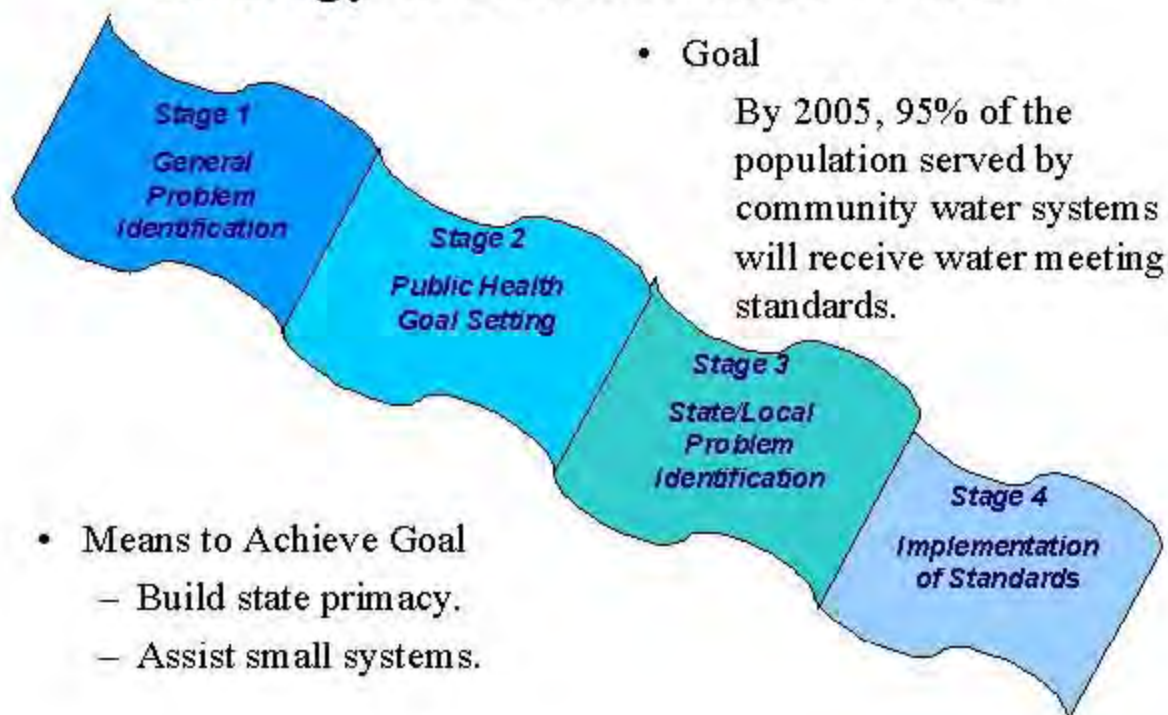 • Goal
By 2005, 95% of the
population served by
community water systems
will receive water meeting
standards.
Stage 1
General
Problem
Identification
Stage 2
Public Health
Goal Setting
Stage 3
State/Local
Problem
Identification
Stage 4
Implementation
of Standards
• Means to Achieve Goal
– Build state primacy.
– Assist small systems.